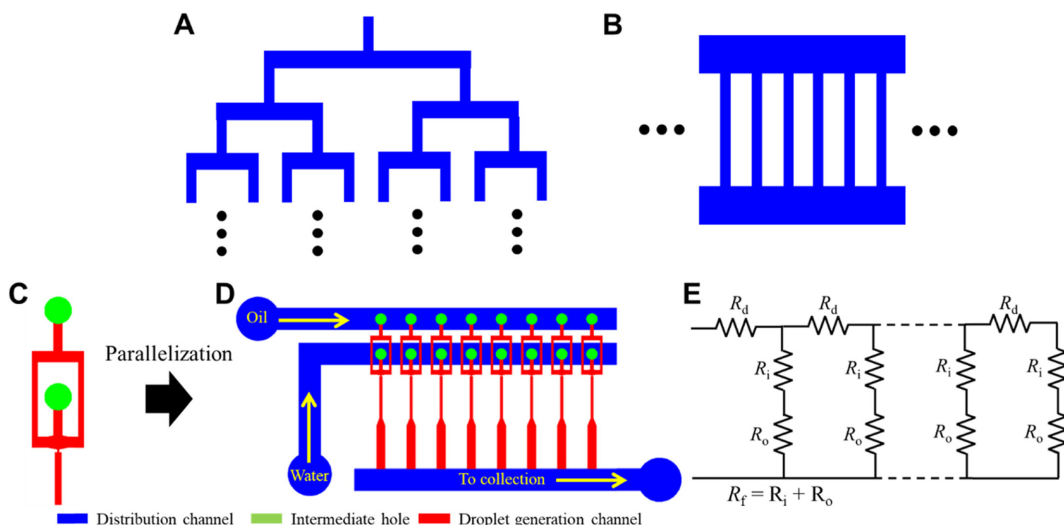 A
B
C
Parallelization
D
Oil
Water
To collection
E
R_d
R_d
R_d
R_i
R_i
R_i
R_i
R_o
R_o
R_o
R_o
R_f = R_i + R_o
Distribution channel
Intermediate hole
Droplet generation channel